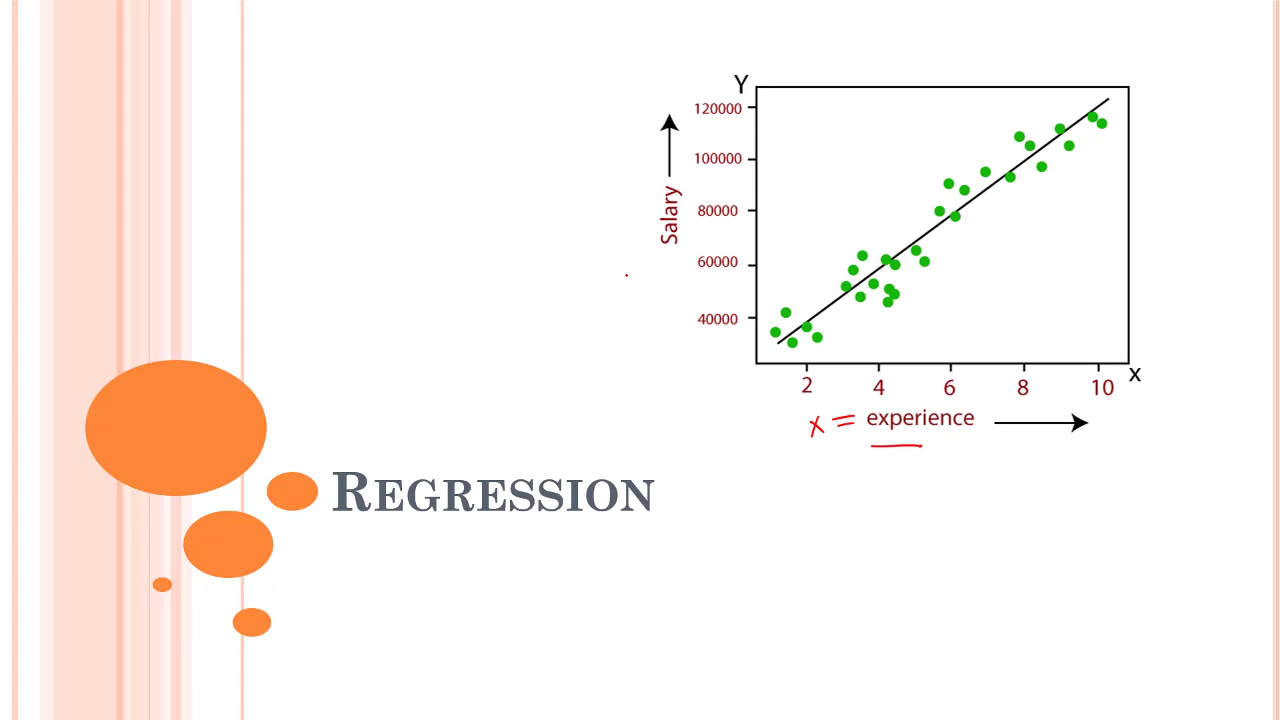 Y
120000
100000
80000
60000
40000
Salary
2 4 6 8 10 x
x = experience
REGRESSION